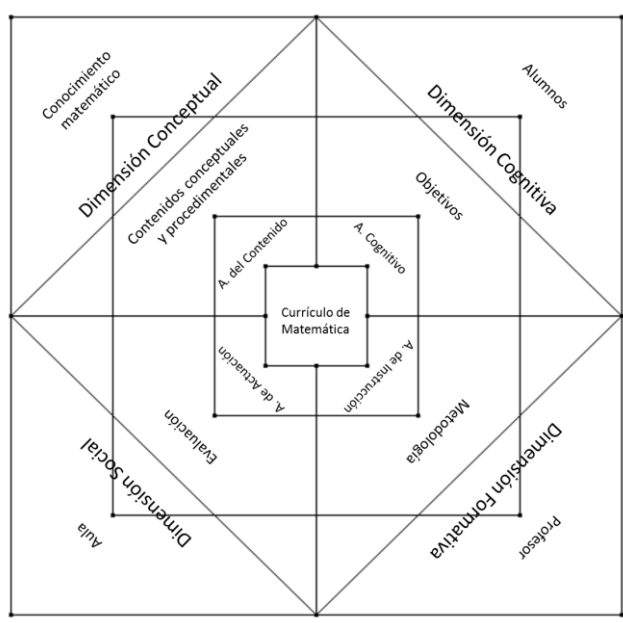 Conocimiento
matemático
Dimensión Conceptual
Contenidos conceptuales
y procedimentales
A. del Contenido
Alumnos
Dimensión Cognitiva
Objetivos
A. Cognitivo
Currículo de
Matemática
A. de Actuación
Evaluación
Dimensión Social
Aula
A. de Instrucción
Metodología
Dimensión Formativa
Profesor